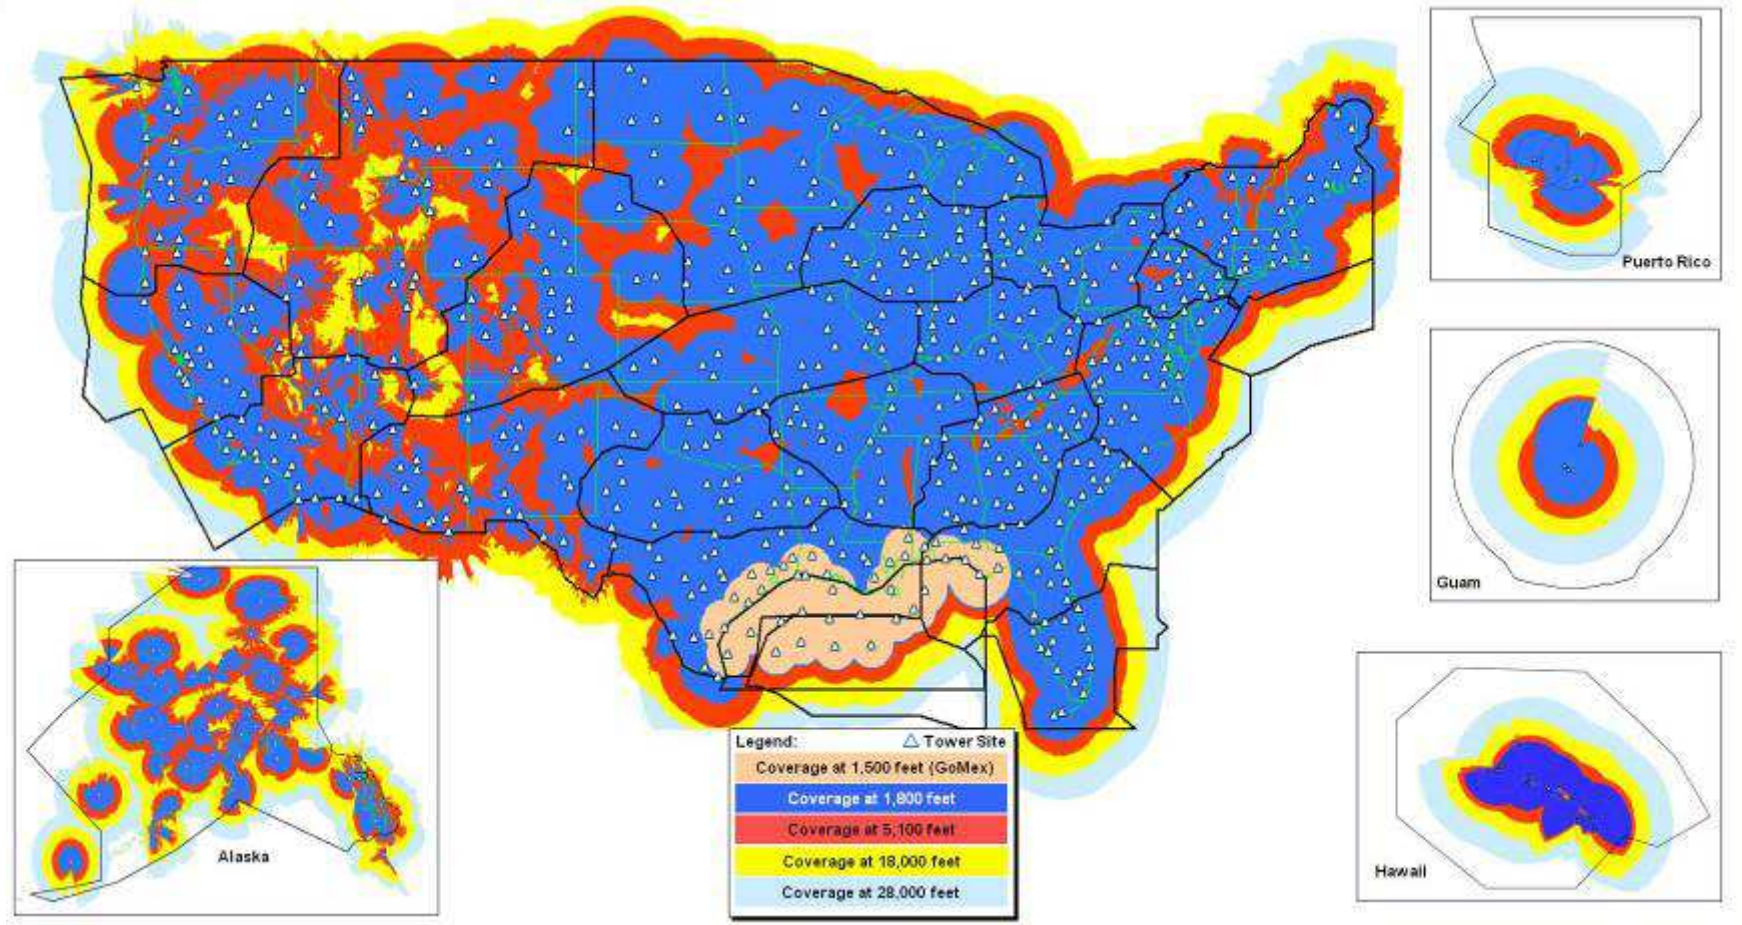 Puerto Rico
Guam
Alaska
Hawaii
Legend:
Tower Site
Coverage at 1,500 feet (GoMex)
Coverage at 1,800 feet
Coverage at 5,100 feet
Coverage at 18,000 feet
Coverage at 28,000 feet